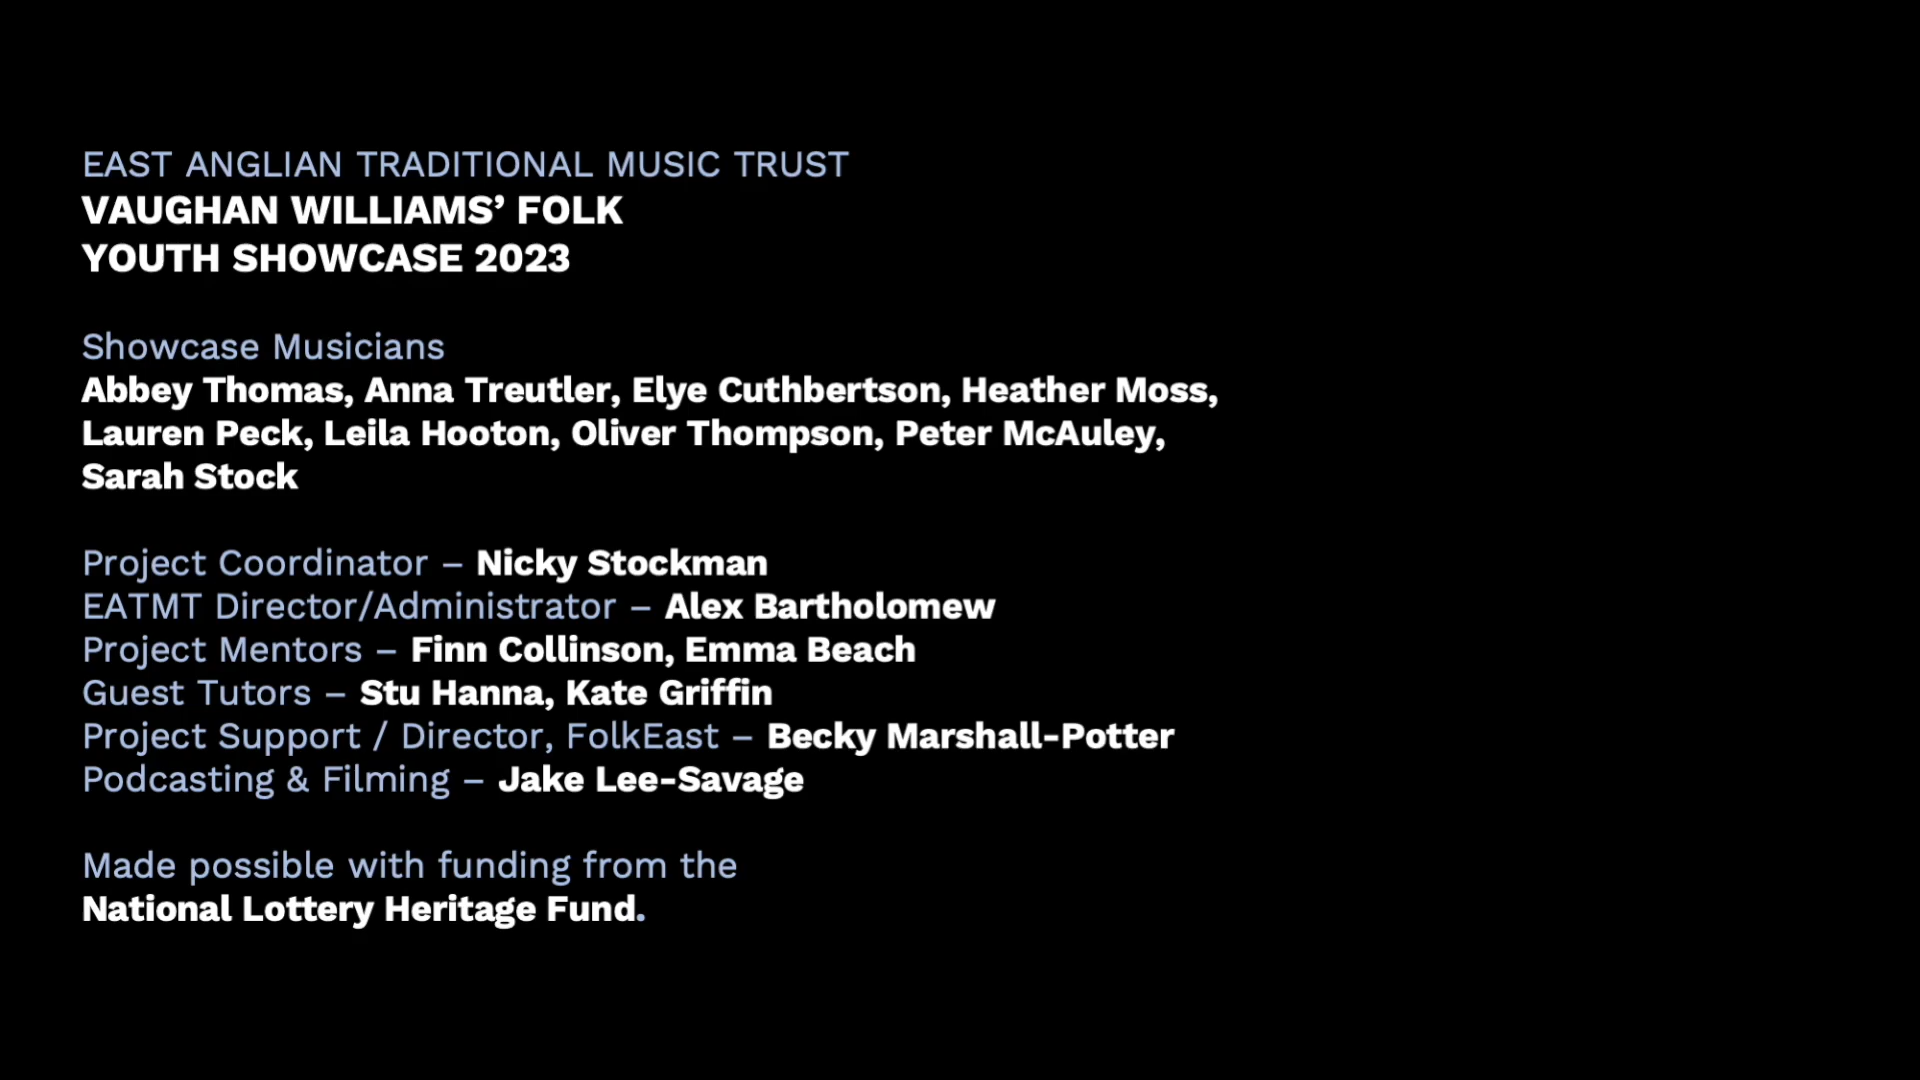 EAST ANGLIAN TRADITIONAL MUSIC TRUST
VAUGHAN WILLIAMS’ FOLK
YOUTH SHOWCASE 2023
Showcase Musicians
Abbey Thomas, Anna Treutler, Elye Cuthbertson, Heather Moss,
Lauren Peck, Leila Hooton, Oliver Thompson, Peter McAuley,
Sarah Stock
Project Coordinator – Nicky Stockman
EATMT Director/Administrator – Alex Bartholomew
Project Mentors – Finn Collinson, Emma Beach
Guest Tutors – Stu Hanna, Kate Griffin
Project Support / Director, FolkEast – Becky Marshall-Potter
Podcasting & Filming – Jake Lee-Savage
Made possible with funding from the
National Lottery Heritage Fund.